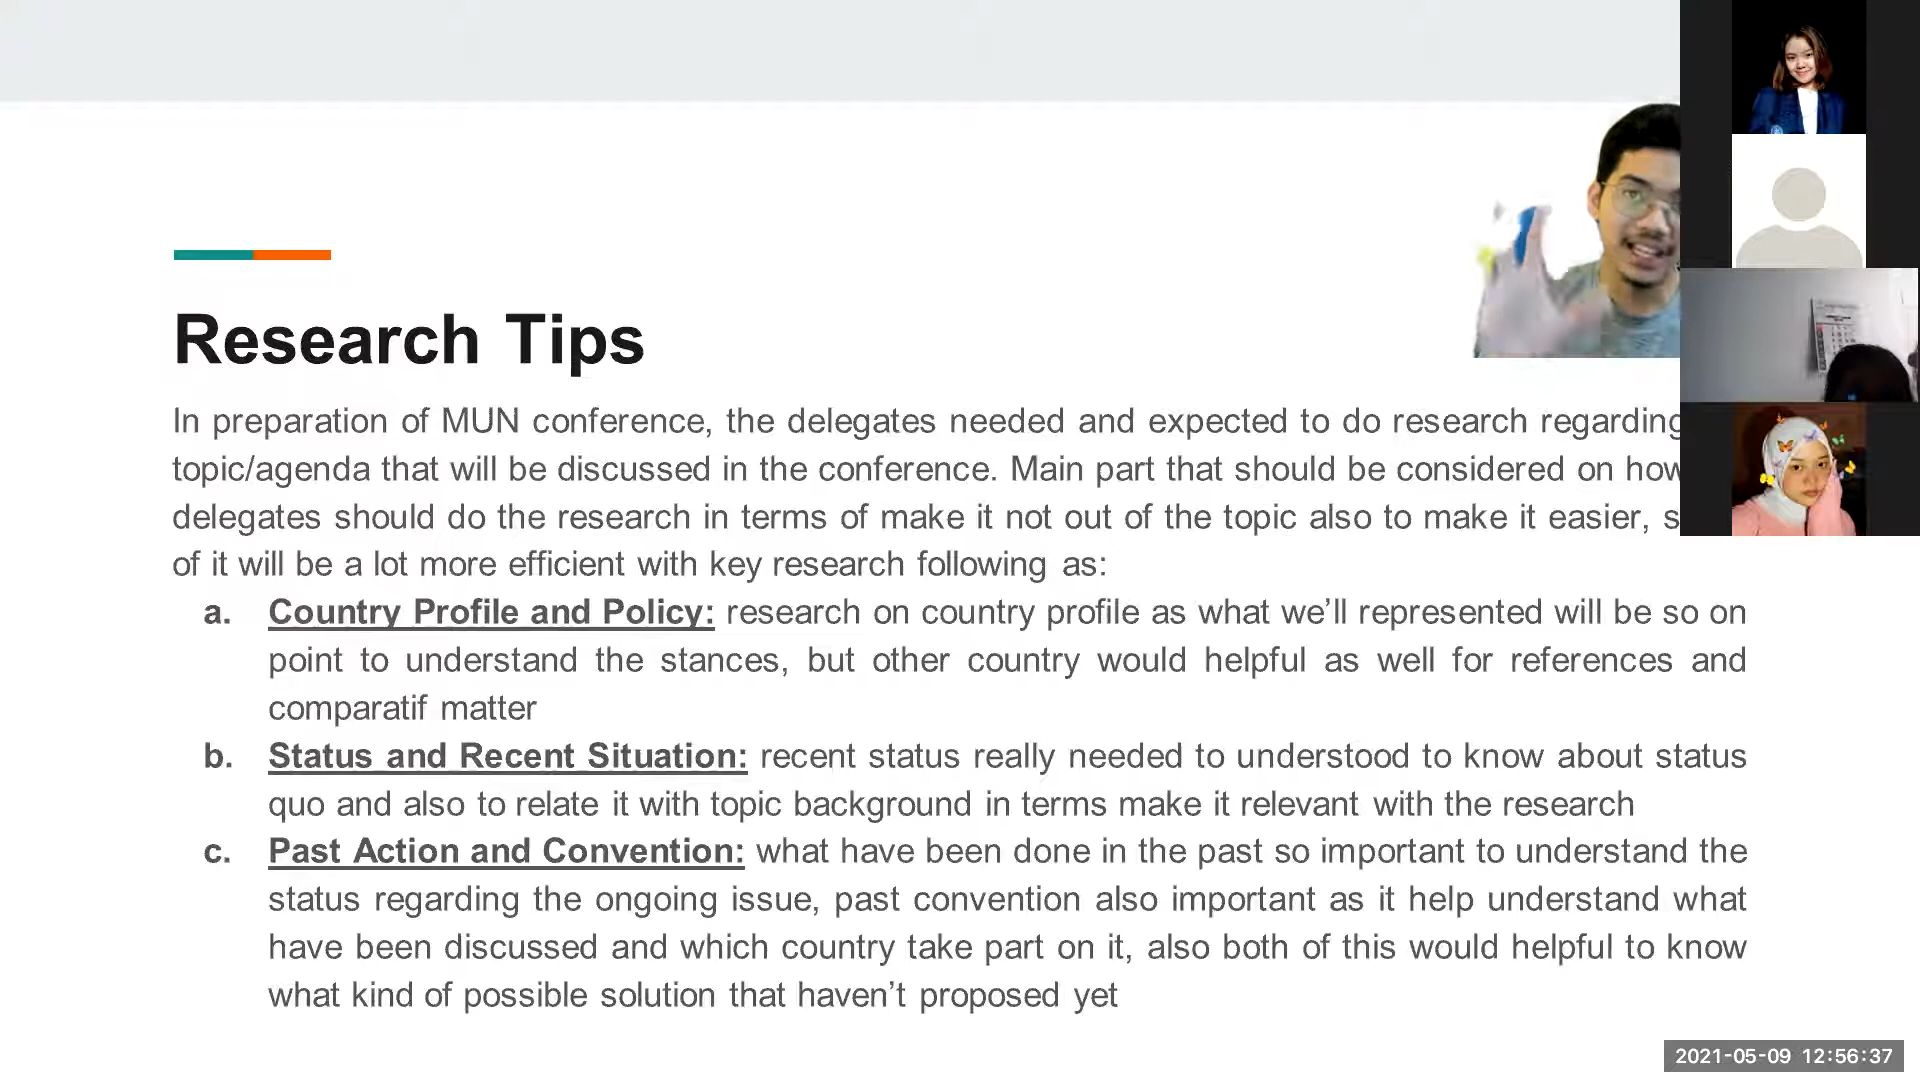 Research Tips
In preparation of MUN conference, the delegates needed and expected to do research regarding
topic/agenda that will be discussed in the conference. Main part that should be considered on how
delegates should do the research in terms of make it not out of the topic also to make it easier,
of it will be a lot more efficient with key research following as:
a. Country Profile and Policy: research on country profile as what we’ll represented will be so on
point to understand the stances, but other country would helpful as well for references and
comparatif matter
b. Status and Recent Situation: recent status really needed to understood to know about status
quo and also to relate it with topic background in terms make it relevant with the research
c. Past Action and Convention: what have been done in the past so important to understand the
status regarding the ongoing issue, past convention also important as it help understand what
have been discussed and which country take part on it, also both of this would helpful to know
what kind of possible solution that haven’t proposed yet
2021-05-09 12:56:37